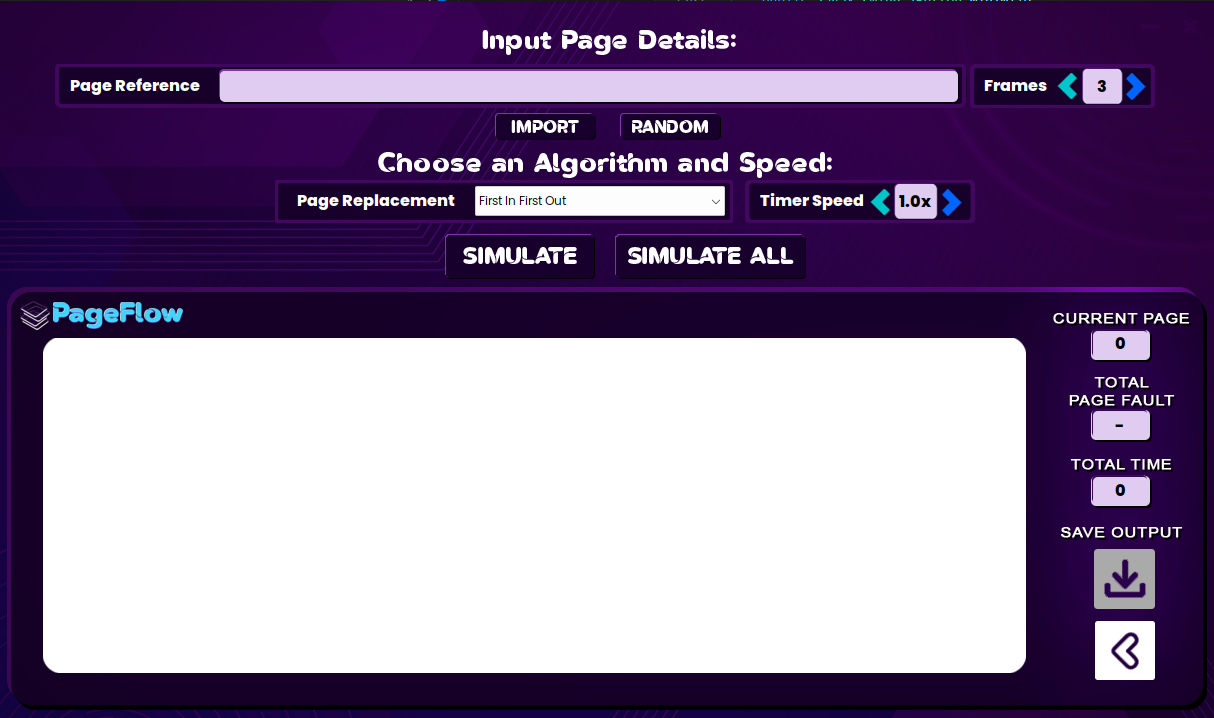 Input Page Details:
Page Reference
Frames 3
IMPORT RANDOM
Choose an Algorithm and Speed:
Page Replacement First In First Out
Timer Speed 1.0x
SIMULATE SIMULATE ALL
PageFlow
CURRENT PAGE
0
TOTAL
PAGE FAULT
-
TOTAL TIME
0
SAVE OUTPUT